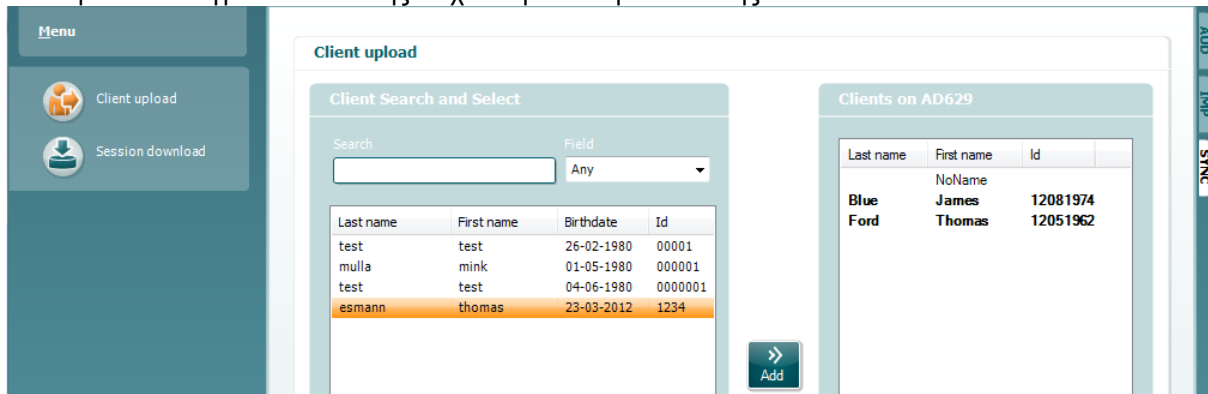 Menu
Client upload
Session download
Client upload
Client Search and Select
Search Field
Any
Last name First name Birthdate Id
test test 26-02-1980 00001
mulla mink 01-05-1980 000001
test test 04-06-1980 0000001
esmann thomas 23-03-2012 1234
Add
Clients on AD629
Last name First name Id
NoName
Blue James 12081974
Ford Thomas 12051962
AUD
IMP
SYNC